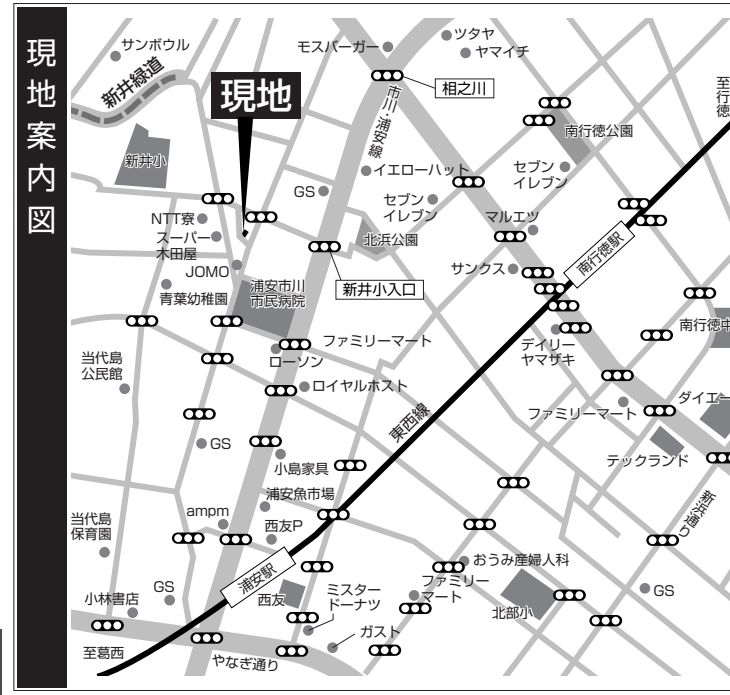 現地案内図
サンボウル
新井緑道
現地
モスバーガー
ツタヤ
ヤマイチ
相之川
市川・浦安線
至行徳
南行徳公園
新井小
イエローハット
セブン
イレブン
GS
セブン
イレブン
NTT寮
マルエツ
スーパー
木田屋
北浜公園
南行徳駅
サンクス
JOMO
新井小入口
浦安市川
市民病院
青葉幼稚園
ファミリーマート
南行徳中
ローソン
デイリー
ヤマザキ
当代島
公民館
ロイヤルホスト
ダイエー
東西線
ファミリーマート
GS
小島家具
テックランド
浦安魚市場
新浜通り
ampm
西友P
当代島
保育園
おうみ産婦人科
浦安駅
ファミリー
マート
GS
西友
ミスター
ドーナツ
GS
小林書店
北部小
ガスト
至葛西
やなぎ通り